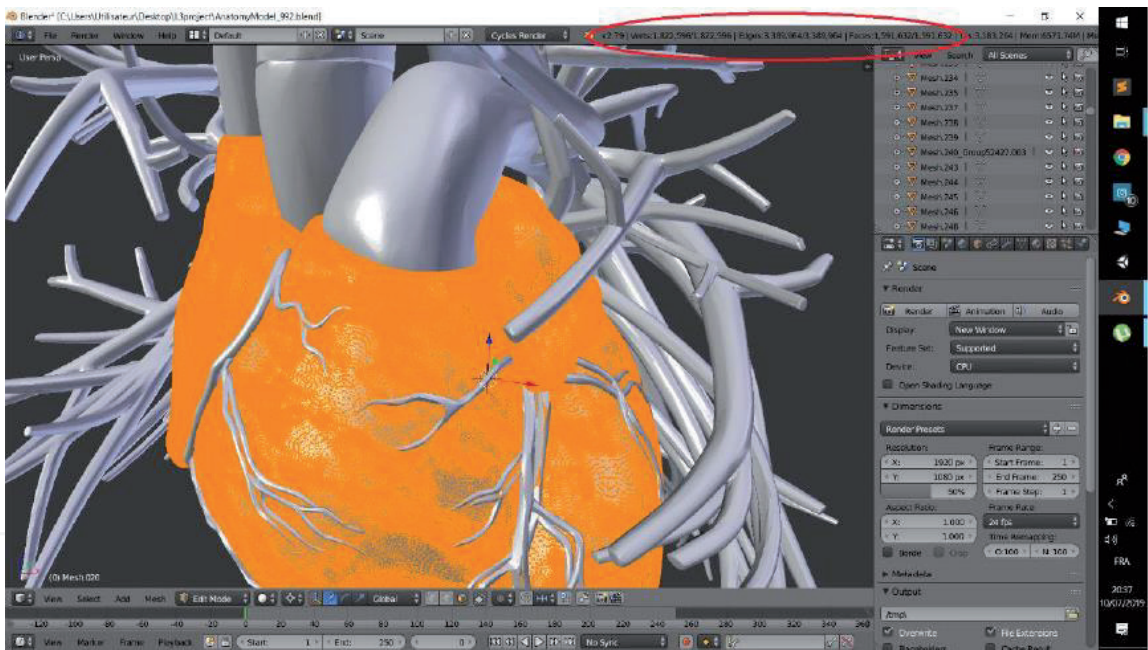 Blender* [C:\Users\Utilisateur\Desktop\L3project\AnatomyModel_992.blend]
File Render Window Help Default Scene Cycles Render v2.79 | Verts:1,822,596/1,822,596 | Edges:3,389,964/3,389,964 | Faces:1,591,632/1,591,632 | Mem:6571.74M
User Persp
View Search All Scenes
Mesh.234
Mesh.235
Mesh.237
Mesh.238
Mesh.239
Mesh.240_Group52427.003
Mesh.243
Mesh.244
Mesh.245
Mesh.246
Mesh.248
Scene
Render
Render Animation Audio
Display: New Window
Feature Set: Supported
Device: CPU
Open Shading Language
Dimensions
Render Presets
Resolution: Frame Range:
X: 1920 px Start Frame: 1
Y: 1080 px End Frame: 250
50% Frame Step: 1
Aspect Ratio: Frame Rate:
X: 1.000 24 fps
Y: 1.000 Time Remapping:
Border Crop O:100 N:100
Metadata
Output
/tmp\
Overwrite File Extensions
Placeholders Cache Result
(0) Mesh.020
View Select Add Mesh Edit Mode Global
-120 -100 -80 -60 -40 -20 0 20 40 60 80 100 120 140 160 180 200 220 240 260 280 300 320 340 360
View Marker Frame Playback Start: 1 End: 250 0 No Sync
10
FRA
20:37
10/07/2019